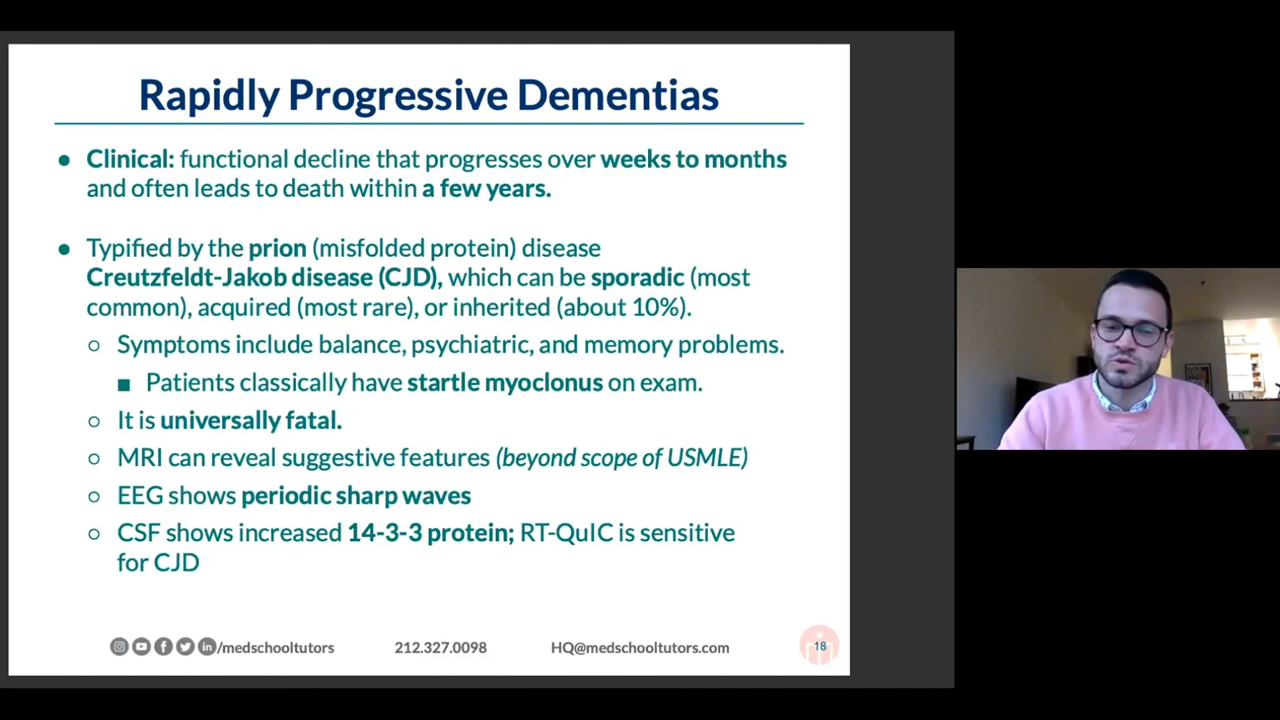 Rapidly Progressive Dementias
● Clinical: functional decline that progresses over weeks to months
and often leads to death within a few years.
● Typified by the prion (misfolded protein) disease
Creutzfeldt-Jakob disease (CJD), which can be sporadic (most
common), acquired (most rare), or inherited (about 10%).
○ Symptoms include balance, psychiatric, and memory problems.
■ Patients classically have startle myoclonus on exam.
○ It is universally fatal.
○ MRI can reveal suggestive features (beyond scope of USMLE)
○ EEG shows periodic sharp waves
○ CSF shows increased 14-3-3 protein; RT-QuIC is sensitive
for CJD
/medschooltutors 212.327.0098 HQ@medschooltutors.com 18